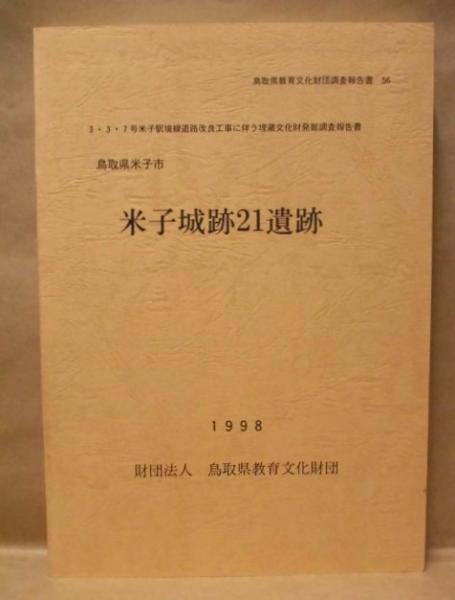 鳥取県教育文化財団調査報告書 56
3・3・7号米子駅境線道路改良工事に伴う埋蔵文化財発掘調査報告書
鳥取県米子市
米子城跡21遺跡
1998
財団法人 鳥取県教育文化財団